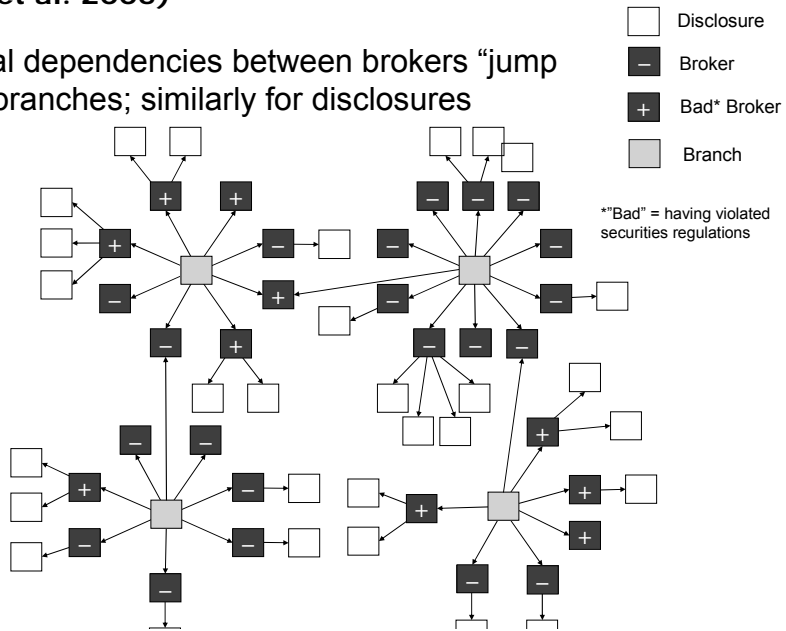 et al.
al dependencies between brokers “jump
branches; similarly for disclosures
Disclosure
− Broker
+ Bad* Broker
Branch
*"Bad" = having violated
securities regulations
+ + − − −
+ − − −
− + − −
− + − − −
− − +
+ − +
+
− − +
− − −